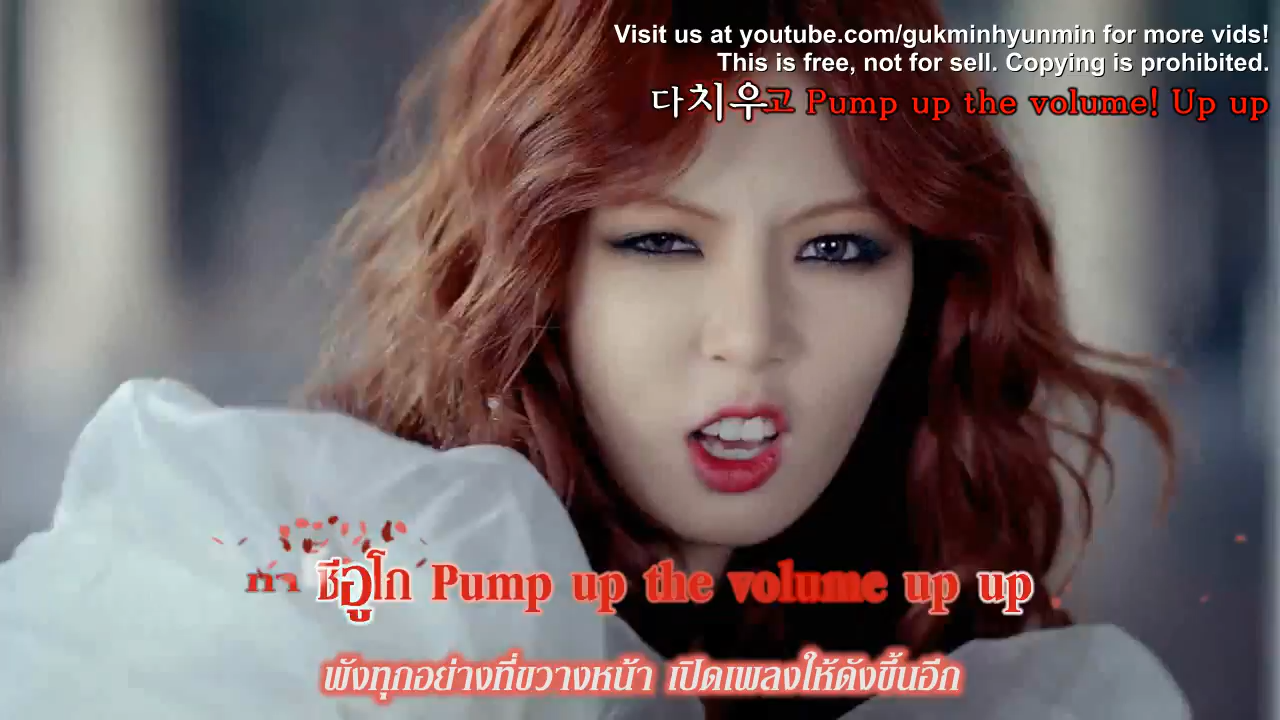 Visit us at youtube.com/gukminhyunmin for more vids!
This is free, not for sell. Copying is prohibited.
다치우고 Pump up the volume! Up up
ทา ชีอูโก Pump up the volume up up
พังทุกอย่างที่ขวางหน้า เปิดเพลงให้ดังขึ้นอีก